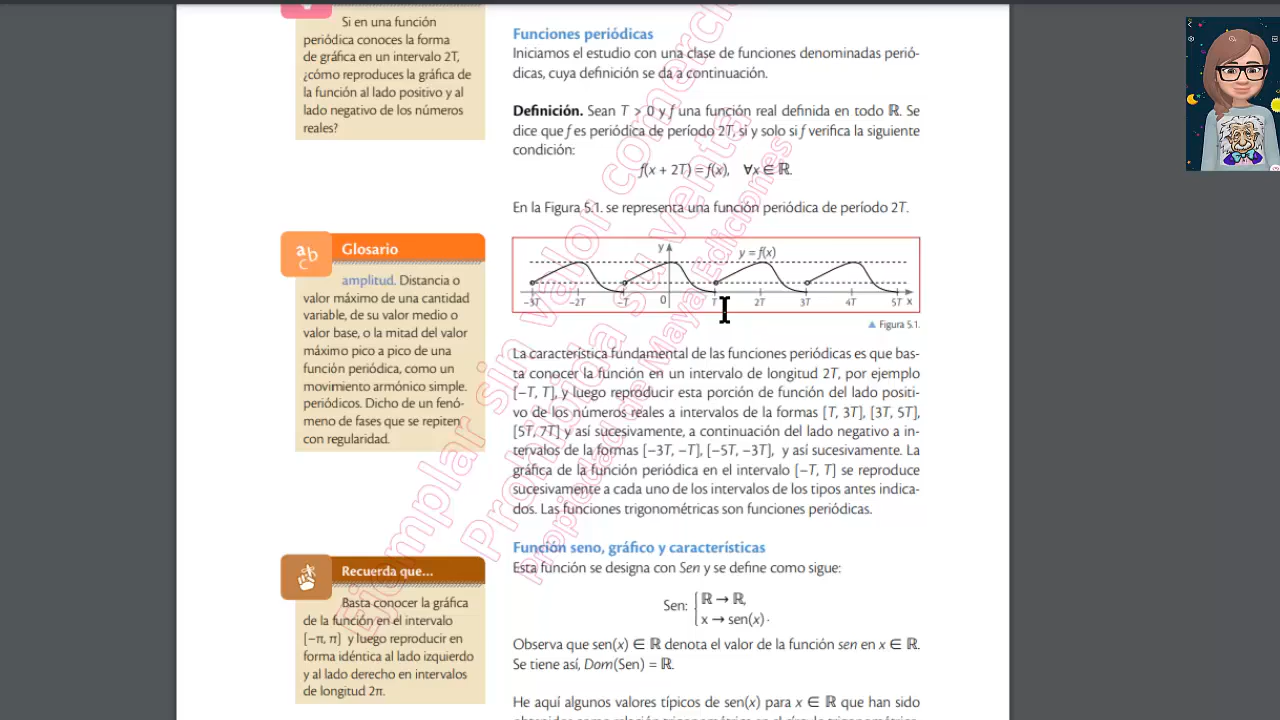 Si en una función
periódica conoces la forma
de gráfica en un intervalo 2T,
¿cómo reproduces la gráfica de
la función al lado positivo y al
lado negativo de los números
reales?
Glosario
amplitud. Distancia o
valor máximo de una cantidad
variable, de su valor medio o
valor base, o la mitad del valor
máximo pico a pico de una
función periódica, como un
movimiento armónico simple.
periódicos. Dicho de un fenó-
meno de fases que se repiten
con regularidad.
Recuerda que...
Basta conocer la gráfica
de la función en el intervalo
[−π, π] y luego reproducir en
forma idéntica al lado izquierdo
y al lado derecho en intervalos
de longitud 2π.
Funciones periódicas
Iniciamos el estudio con una clase de funciones denominadas perió-
dicas, cuya definición se da a continuación.
Definición. Sean T > 0 y f una función real definida en todo ℝ. Se
dice que f es periódica de período 2T, sí y solo si f verifica la siguiente
condición:
f(x + 2T) = f(x), ∀x ∈ ℝ.
En la Figura 5.1. se representa una función periódica de período 2T.
y
y = f(x)
−3T −2T −T 0 T 2T 3T 4T 5T x
▲ Figura 5.1.
La característica fundamental de las funciones periódicas es que bas-
ta conocer la función en un intervalo de longitud 2T, por ejemplo
[−T, T], y luego reproducir esta porción de función del lado positi-
vo de los números reales a intervalos de la formas [T, 3T], [3T, 5T],
[5T, 7T] y así sucesivamente, a continuación del lado negativo a in-
tervalos de la formas [−3T, −T], [−5T, −3T], y así sucesivamente. La
gráfica de la función periódica en el intervalo [−T, T] se reproduce
sucesivamente a cada uno de los intervalos de los tipos antes indica-
dos. Las funciones trigonométricas son funciones periódicas.
Función seno, gráfico y características
Esta función se designa con Sen y se define como sigue:
Sen: { ℝ → ℝ,
x → sen(x).
Observa que sen(x) ∈ ℝ denota el valor de la función sen en x ∈ ℝ.
Se tiene así, Dom(Sen) = ℝ.
He aquí algunos valores típicos de sen(x) para x ∈ ℝ que han sido
Ejemplar sin valor comercial
Prohibida su venta
Propiedad de Maya Ediciones
ab
c